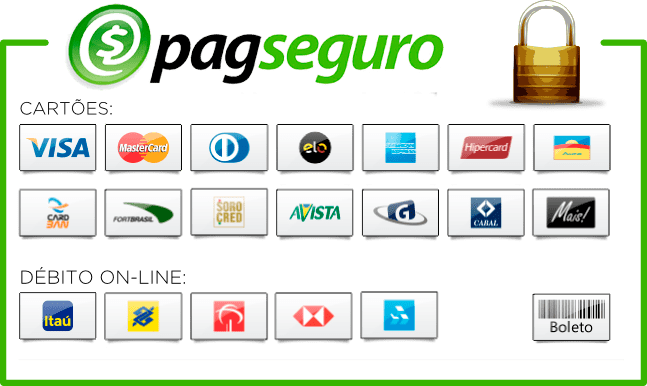 pagseguro
CARTÕES:
VISA MasterCard elo Hipercard
CARD BAN FORTBRASIL SORO CRED AVISTA G CABAL Mais!
DÉBITO ON-LINE:
Itaú Boleto